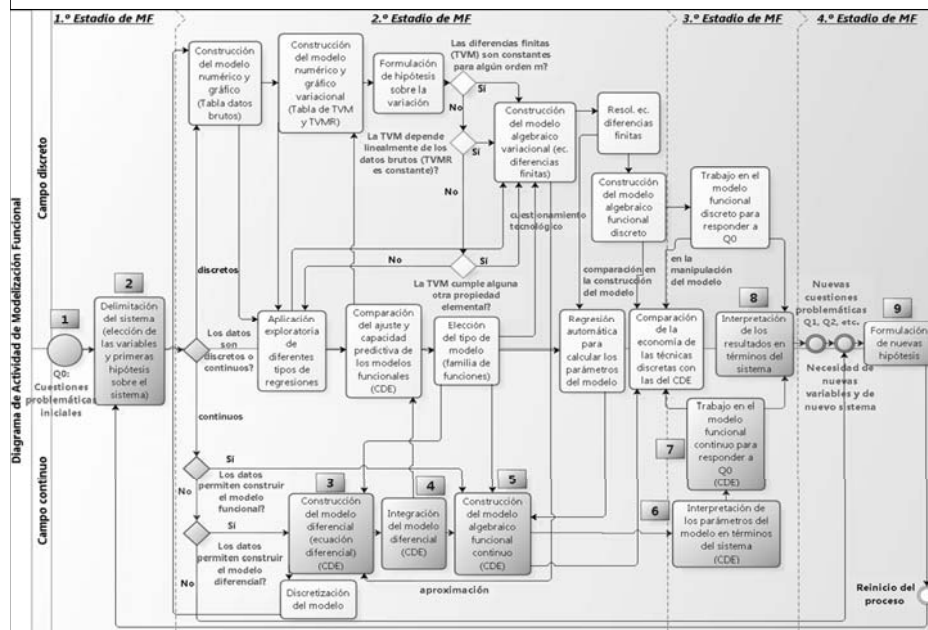 1.º Estadio de MF
2.º Estadio de MF
3.º Estadio de MF
4.º Estadio de MF
Diagrama de Actividad de Modelización Funcional
Campo discreto
Campo continuo
Construcción
del modelo
numérico y
gráfico
(Tabla datos
brutos)
Construcción
del modelo
numérico y
gráfico
variacional
(Tabla de TVM
y TVMR)
Formulación
de hipótesis
sobre la
variación
Las diferencias finitas
(TVM) son constantes
para algún orden m?
Sí
No
La TVM depende
linealmente de los
datos brutos (TVMR
es constante)?
Sí
No
Construcción
del modelo
algebraico
variacional (ec.
diferencias
finitas)
Resol. ec.
diferencias
finitas
Construcción
del modelo
algebraico
funcional
discreto
Trabajo en el
modelo
funcional
discreto para
responder a
Q0
cuestionamiento
tecnológico
No
Sí
La TVM cumple alguna
otra propiedad
elemental?
discretos
comparación en
la construcción
del modelo
en la
manipulación
del modelo
1
Q0:
Cuestiones
problemáticas
iniciales
2
Delimitación
del sistema
(elección de
las variables
y primeras
hipótesis
sobre el
sistema)
Los datos
son
discretos o
continuos?
Aplicación
exploratoria
de
diferentes
tipos de
regresiones
Comparación
del ajuste y
capacidad
predictiva de
los modelos
funcionales
(CDE)
Elección
del tipo de
modelo
(familia de
funciones)
Regresión
automática
para
calcular los
parámetros
del modelo
Comparación
de la
economía de
las técnicas
discretas con
las del CDE
8
Interpretación
de los
resultados en
términos del
sistema
Nuevas
cuestiones
problemáticas
Q1, Q2, etc.
Necesidad de
nuevas
variables y de
nuevo sistema
9
Formulación
de nuevas
hipótesis
continuos
Sí
No
Los datos
permiten construir
el modelo
funcional?
Sí
No
Los datos
permiten construir
el modelo
diferencial?
3
Construcción
del modelo
diferencial
(ecuación
diferencial)
(CDE)
4
Integración
del modelo
diferencial
(CDE)
5
Construcción
del modelo
algebraico
funcional
continuo
(CDE)
6
Interpretación de
los parámetros del
modelo en términos
del sistema
(CDE)
7
Trabajo en el
modelo
funcional
continuo para
responder a
Q0
(CDE)
Discretización
del modelo
aproximación
Reinicio del
proceso